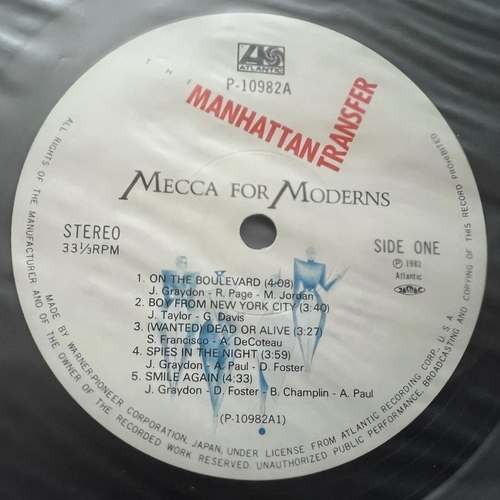 ATLANTIC
P-10982A
THE
MANHATTAN
TRANSFER
MECCA FOR MODERNS
STEREO
33⅓RPM
SIDE ONE
Ⓟ 1981
Atlantic
1. ON THE BOULEVARD (4:08)
J. Graydon - R. Page - M. Jordan
2. BOY FROM NEW YORK CITY (3:40)
J. Taylor - G. Davis
3. (WANTED) DEAD OR ALIVE (3:27)
S. Francisco - A. DeCoteau
4. SPIES IN THE NIGHT (3:59)
J. Graydon - A. Paul - D. Foster
5. SMILE AGAIN (4:33)
J. Graydon - D. Foster - B. Champlin - A. Paul
(P-10982A1)
MADE BY WARNER-PIONEER CORPORATION, JAPAN, UNDER LICENSE FROM ATLANTIC RECORDING CORP., U.S.A.
ALL RIGHTS OF THE MANUFACTURER AND OF THE OWNER OF THE RECORDED WORK RESERVED. UNAUTHORIZED PUBLIC PERFORMANCE, BROADCASTING AND COPYING OF THIS RECORD PROHIBITED